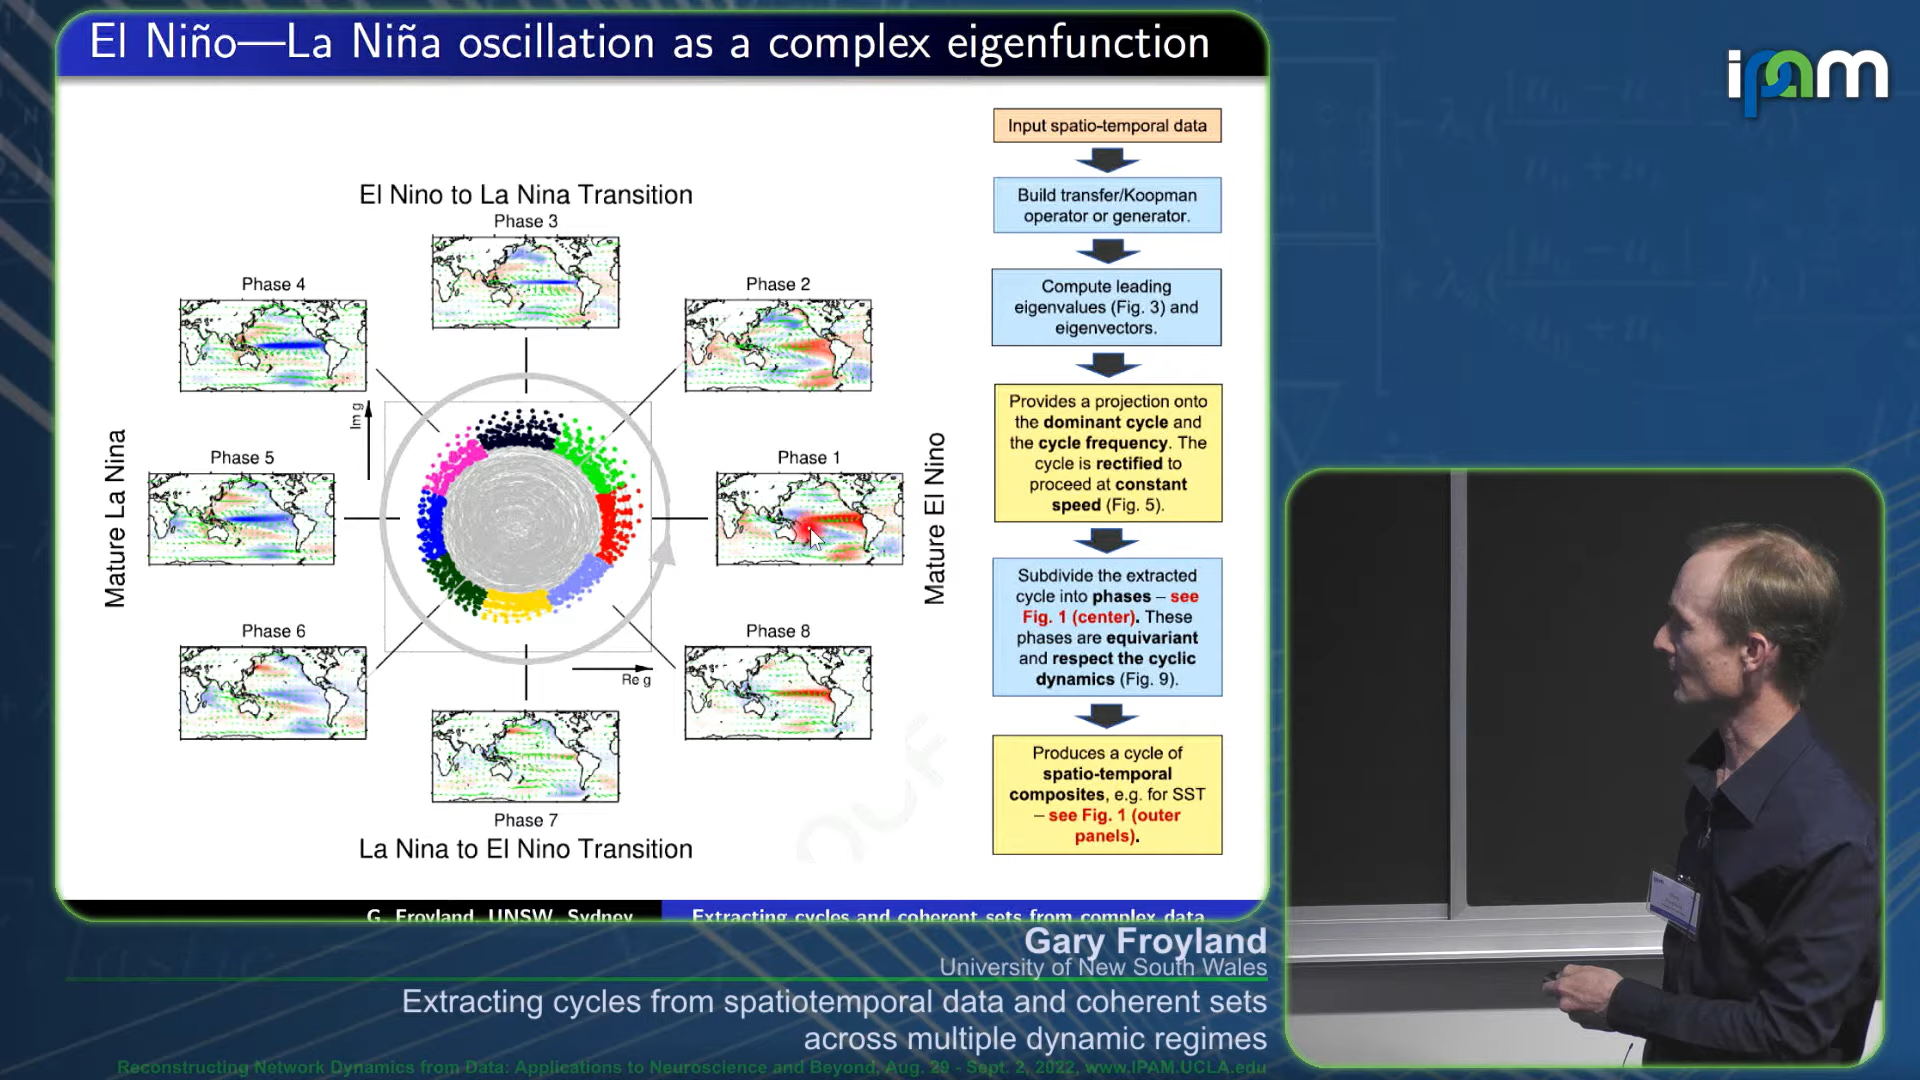 El Niño—La Niña oscillation as a complex eigenfunction
ipam
El Nino to La Nina Transition
Phase 3
Phase 4
Phase 2
Im g
Phase 5
Phase 1
Mature La Nina
Mature El Nino
Phase 6
Phase 8
Re g
Phase 7
La Nina to El Nino Transition
Input spatio-temporal data
Build transfer/Koopman
operator or generator.
Compute leading
eigenvalues (Fig. 3) and
eigenvectors.
Provides a projection onto
the dominant cycle and
the cycle frequency. The
cycle is rectified to
proceed at constant
speed (Fig. 5).
Subdivide the extracted
cycle into phases – see
Fig. 1 (center). These
phases are equivariant
and respect the cyclic
dynamics (Fig. 9).
Produces a cycle of
spatio-temporal
composites, e.g. for SST
– see Fig. 1 (outer
panels).
G. Froyland, UNSW, Sydney
Extracting cycles and coherent sets from complex data
Gary Froyland
University of New South Wales
Extracting cycles from spatiotemporal data and coherent sets
across multiple dynamic regimes
Reconstructing Network Dynamics from Data: Applications to Neuroscience and Beyond, Aug. 29 - Sept. 2, 2022, www.IPAM.UCLA.edu